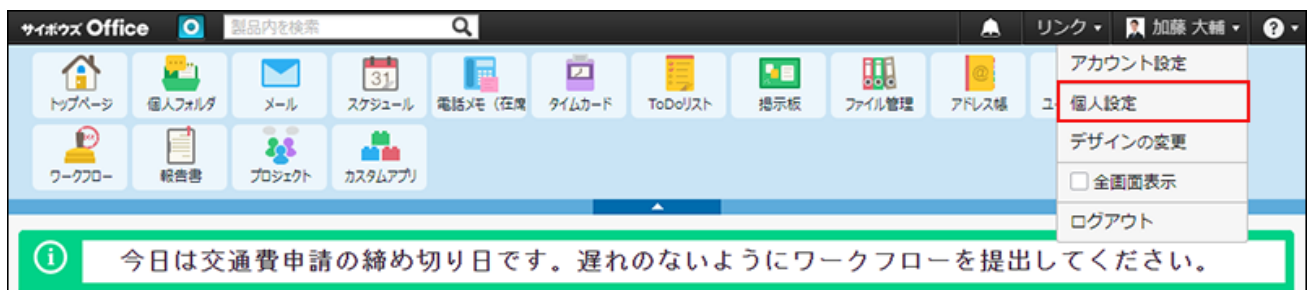 サイボウズ Office 製品内を検索 リンク 加藤 大輔
アカウント設定
個人設定
デザインの変更
全画面表示
ログアウト
31
トップページ 個人フォルダ メール スケジュール 電話メモ（在席 タイムカード ToDoリスト 掲示板 ファイル管理 アドレス帳 ユ
ワークフロー 報告書 プロジェクト カスタムアプリ
今日は交通費申請の締め切り日です。遅れのないようにワークフローを提出してください。